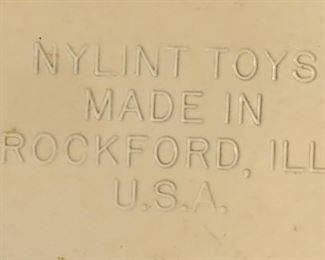 NYLINT TOYS
MADE IN
ROCKFORD, ILL
U.S.A.